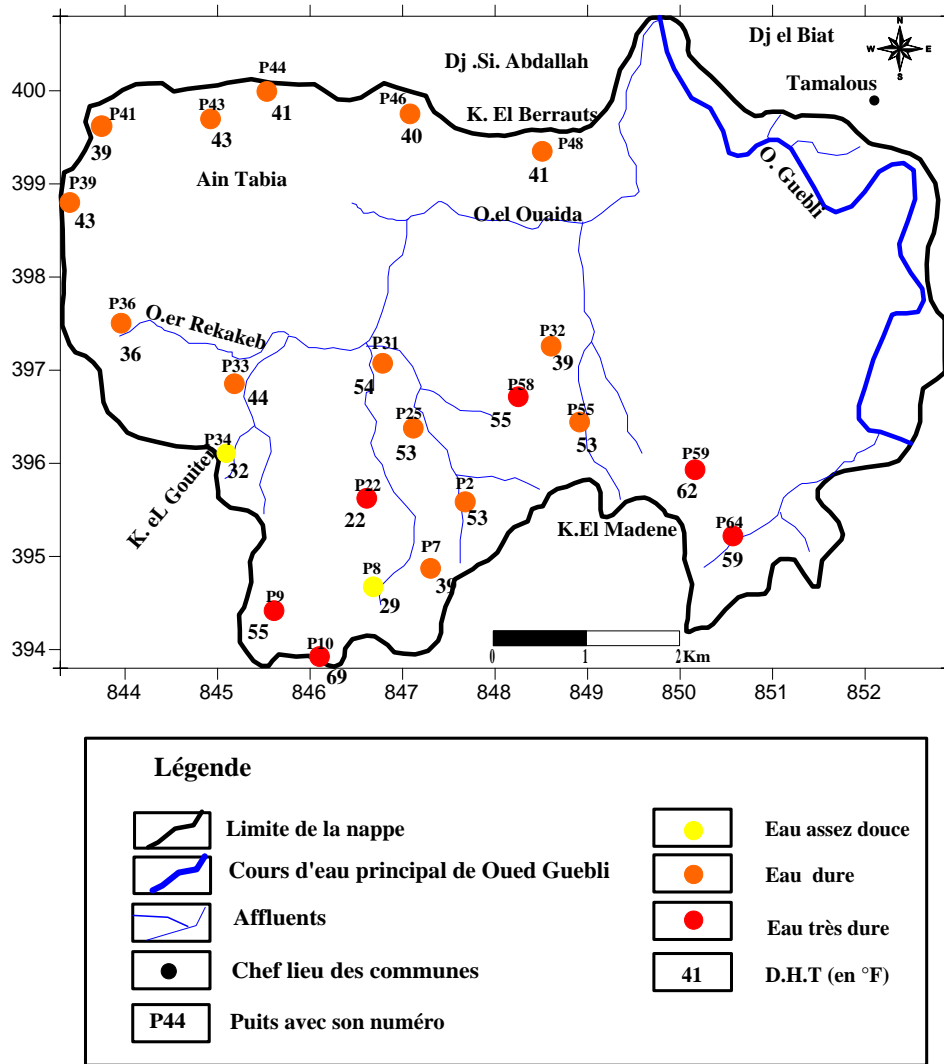 N
W E
S
Dj el Biat
Dj .Si. Abdallah
Tamalous
P44
400
P46
K. El Berrauts
P41
P43
41
40
P48
39
43
41
399
P39
Ain Tabia
O. Guebli
43
O.el Ouaida
398
P36
O.er Rekakeb
P32
36
P31
39
397
P33
54
P58
44
55
P25
P55
53
53
396
P34
32
K. eL Gouiten
P59
62
P22
22
P2
53
K.El Madene
P64
59
395
P7
39
P8
29
P9
55
394
P10
69
0 1 2 Km
844 845 846 847 848 849 850 851 852
Légende
Limite de la nappe
Cours d'eau principal de Oued Guebli
Affluents
Chef lieu des communes
P44 Puits avec son numéro
Eau assez douce
Eau dure
Eau très dure
41 D.H.T (en °F)